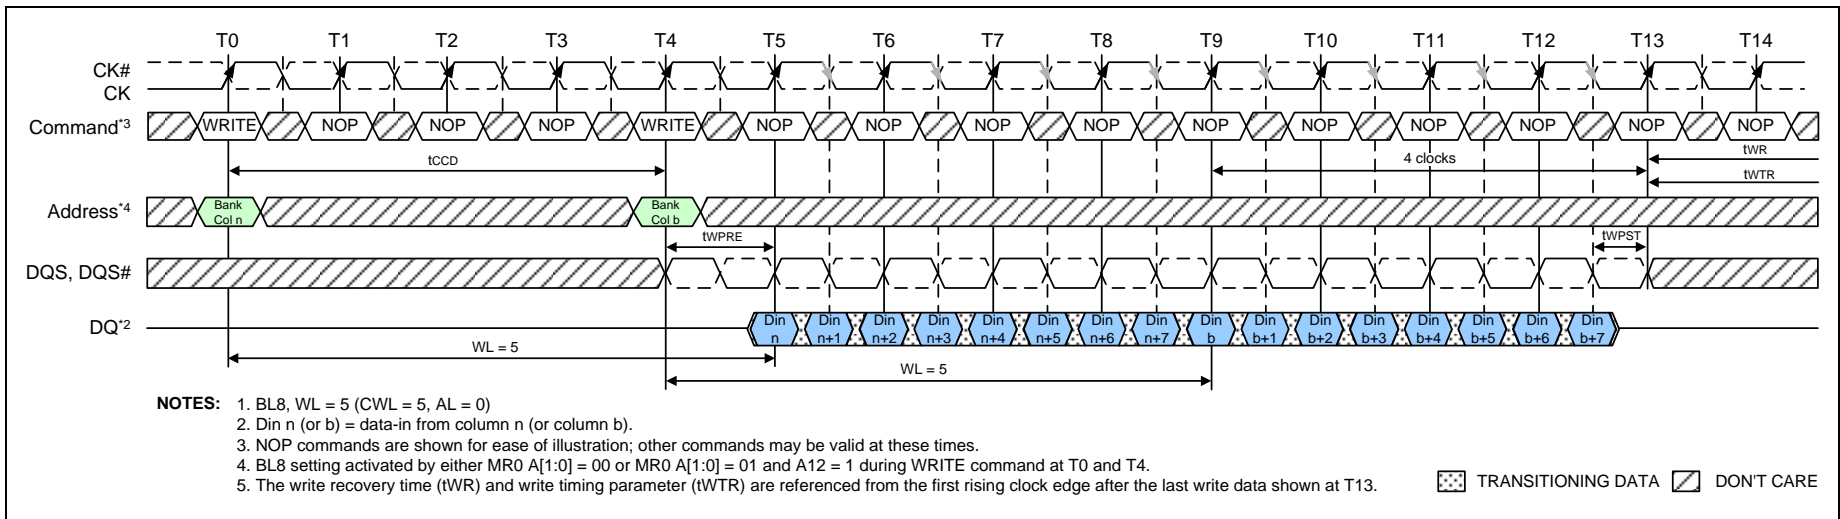 T0 T1 T2 T3 T4 T5 T6 T7 T8 T9 T10 T11 T12 T13 T14
CK#
CK
Command*3 WRITE NOP NOP NOP WRITE NOP NOP NOP NOP NOP NOP NOP NOP NOP NOP
tCCD 4 clocks tWR
tWTR
Address*4 Bank Col n Bank Col b
tWPRE tWPST
DQS, DQS#
DQ*2 Din n Din n+1 Din n+2 Din n+3 Din n+4 Din n+5 Din n+6 Din n+7 Din b Din b+1 Din b+2 Din b+3 Din b+4 Din b+5 Din b+6 Din b+7
WL = 5
WL = 5
NOTES: 1. BL8, WL = 5 (CWL = 5, AL = 0)
2. Din n (or b) = data-in from column n (or column b).
3. NOP commands are shown for ease of illustration; other commands may be valid at these times.
4. BL8 setting activated by either MR0 A[1:0] = 00 or MR0 A[1:0] = 01 and A12 = 1 during WRITE command at T0 and T4.
5. The write recovery time (tWR) and write timing parameter (tWTR) are referenced from the first rising clock edge after the last write data shown at T13.
TRANSITIONING DATA DON'T CARE